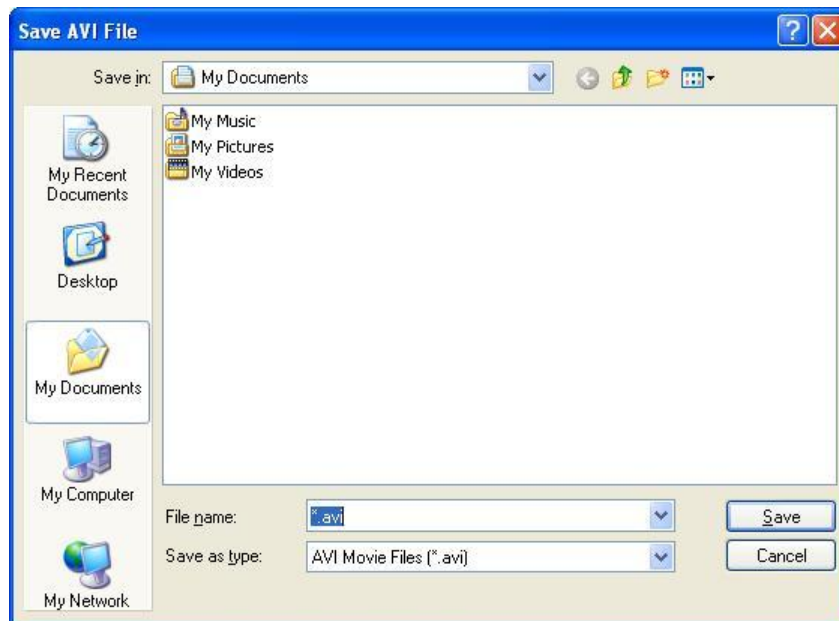 Save AVI File
Save in: My Documents
My Recent
Documents
Desktop
My Documents
My Computer
My Network
My Music
My Pictures
My Videos
File name: *.avi
Save
Save as type: AVI Movie Files (*.avi)
Cancel